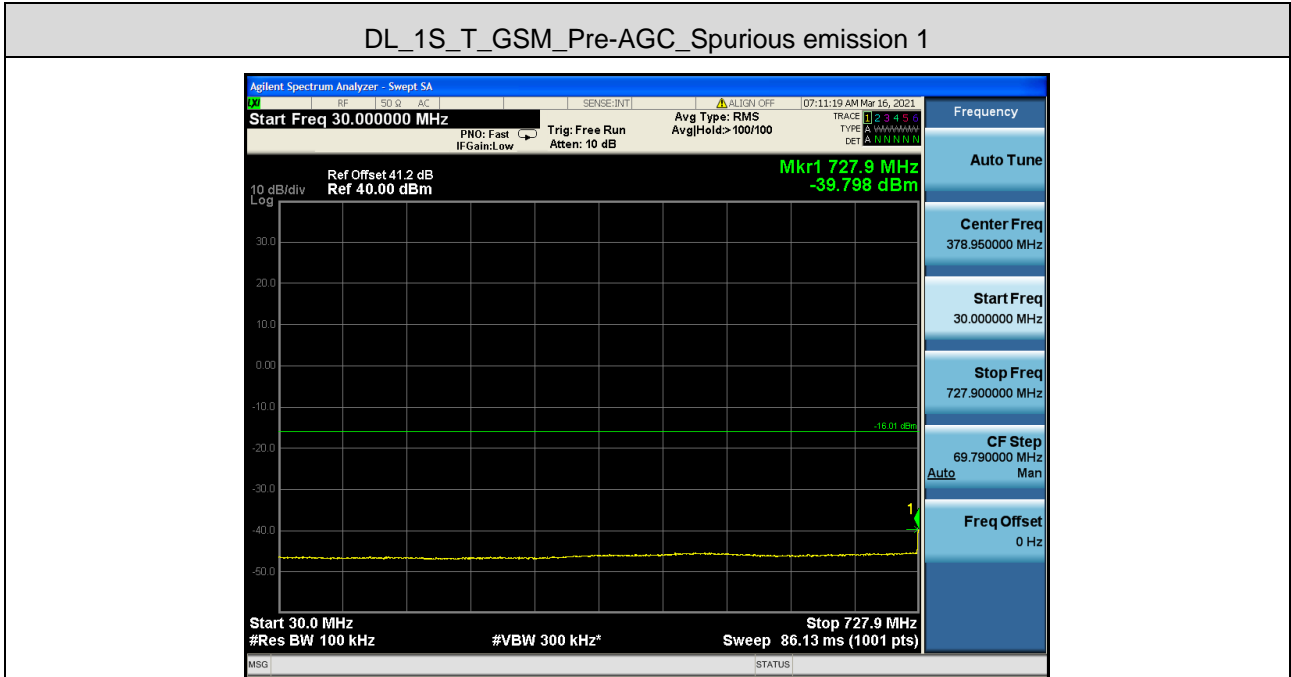 DL_1S_T_GSM_Pre-AGC_Spurious emission 1
Agilent Spectrum Analyzer - Swept SA
LXI RF 50 Ω AC SENSE:INT ALIGN OFF 07:11:19 AM Mar 16, 2021
Start Freq 30.000000 MHz
PNO: Fast
IFGain:Low
Trig: Free Run
Atten: 10 dB
Avg Type: RMS
Avg|Hold:>100/100
TRACE 1 2 3 4 5 6
TYPE A WWWWW
DET A N N N N N
Frequency
Mkr1 727.9 MHz
-39.798 dBm
Ref Offset 41.2 dB
10 dB/div Ref 40.00 dBm
Log
30.0
20.0
10.0
0.00
-10.0
-16.01 dBm
-20.0
-30.0
1
-40.0
-50.0
Start 30.0 MHz Stop 727.9 MHz
#Res BW 100 kHz #VBW 300 kHz* Sweep 86.13 ms (1001 pts)
MSG STATUS
Auto Tune
Center Freq
378.950000 MHz
Start Freq
30.000000 MHz
Stop Freq
727.900000 MHz
CF Step
69.790000 MHz
Auto Man
Freq Offset
0 Hz